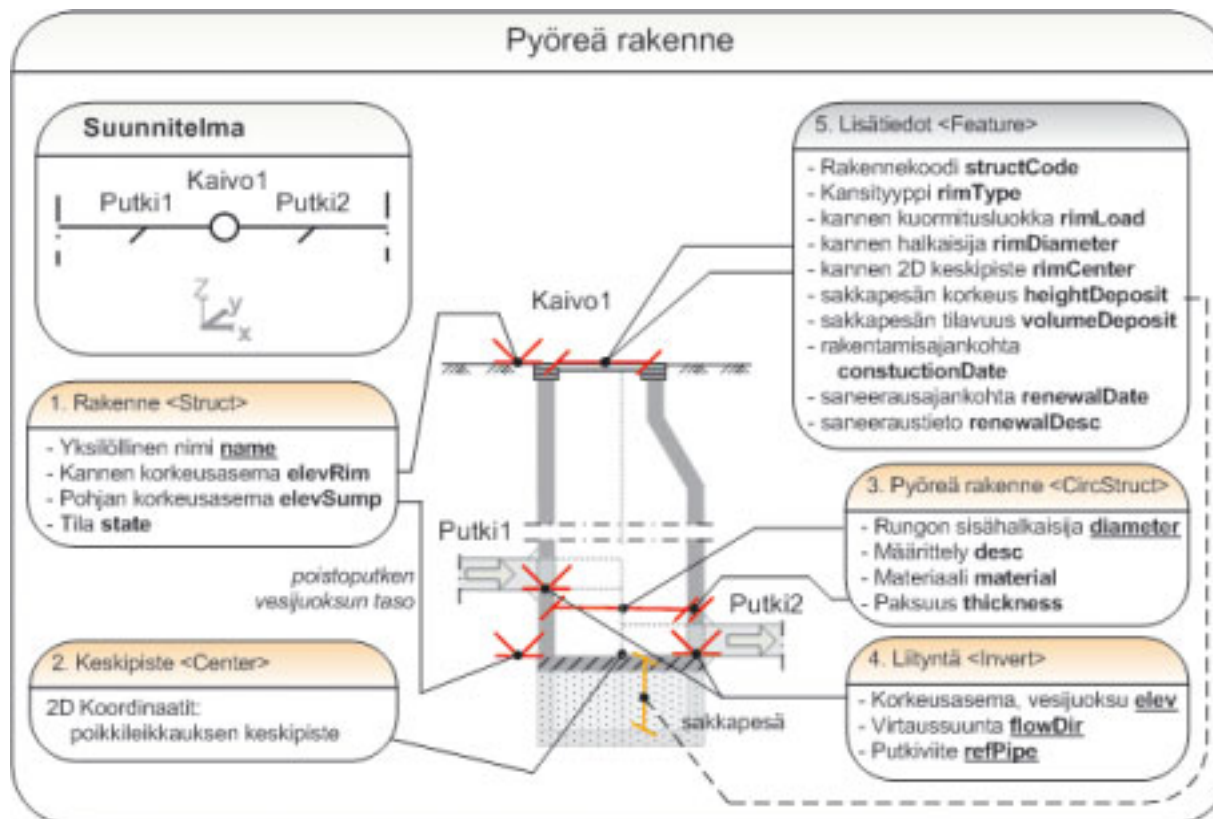 Pyöreä rakenne
Suunnitelma
Kaivo1
Putki1
Putki2
Z
y
x
5. Lisätiedot <Feature>
- Rakennekoodi structCode
- Kansityyppi rimType
- kannen kuormitusluokka rimLoad
- kannen halkaisija rimDiameter
- kannen 2D keskipiste rimCenter
- sakkapesän korkeus heightDeposit
- sakkapesän tilavuus volumeDeposit
- rakentamisajankohta
constuctionDate
- saneerausajankohta renewalDate
- saneeraustieto renewalDesc
Kaivo1
1. Rakenne <Struct>
- Yksilöllinen nimi name
- Kannen korkeusasema elevRim
- Pohjan korkeusasema elevSump
- Tila state
3. Pyöreä rakenne <CircStruct>
- Rungon sisähalkaisija diameter
- Määrittely desc
- Materiaali material
- Paksuus thickness
Putki1
poistoputken
vesijuoksun taso
Putki2
2. Keskipiste <Center>
2D Koordinaatit:
poikkileikkauksen keskipiste
sakkapesä
4. Liityntä <Invert>
- Korkeusasema, vesijuoksu elev
- Virtaussuunta flowDir
- Putkiviite refPipe